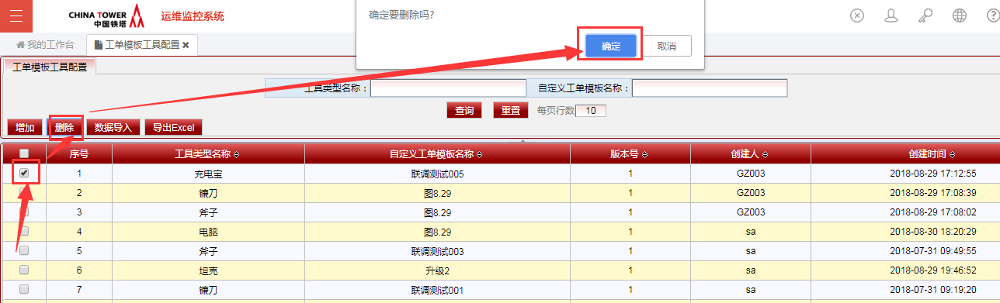 CHINA TOWER
中国铁塔
运维监控系统
确定要删除吗?
确定
取消
我的工作台
工单模板工具配置
工单模板工具配置
工具类型名称：
自定义工单模板名称：
查询
重置
每页行数 10
增加
删除
数据导入
导出Excel
序号 工具类型名称 自定义工单模板名称 版本号 创建人 创建时间
1 充电宝 联调测试005 1 GZ003 2018-08-29 17:12:55
2 镰刀 图8.29 1 GZ003 2018-08-29 17:08:39
3 斧子 图8.29 1 GZ003 2018-08-29 17:08:02
4 电脑 图8.29 1 sa 2018-08-30 18:20:29
5 斧子 联调测试003 1 sa 2018-07-31 09:49:55
6 坦克 升级2 1 sa 2018-08-29 19:46:52
7 镰刀 联调测试001 1 sa 2018-07-31 09:19:20